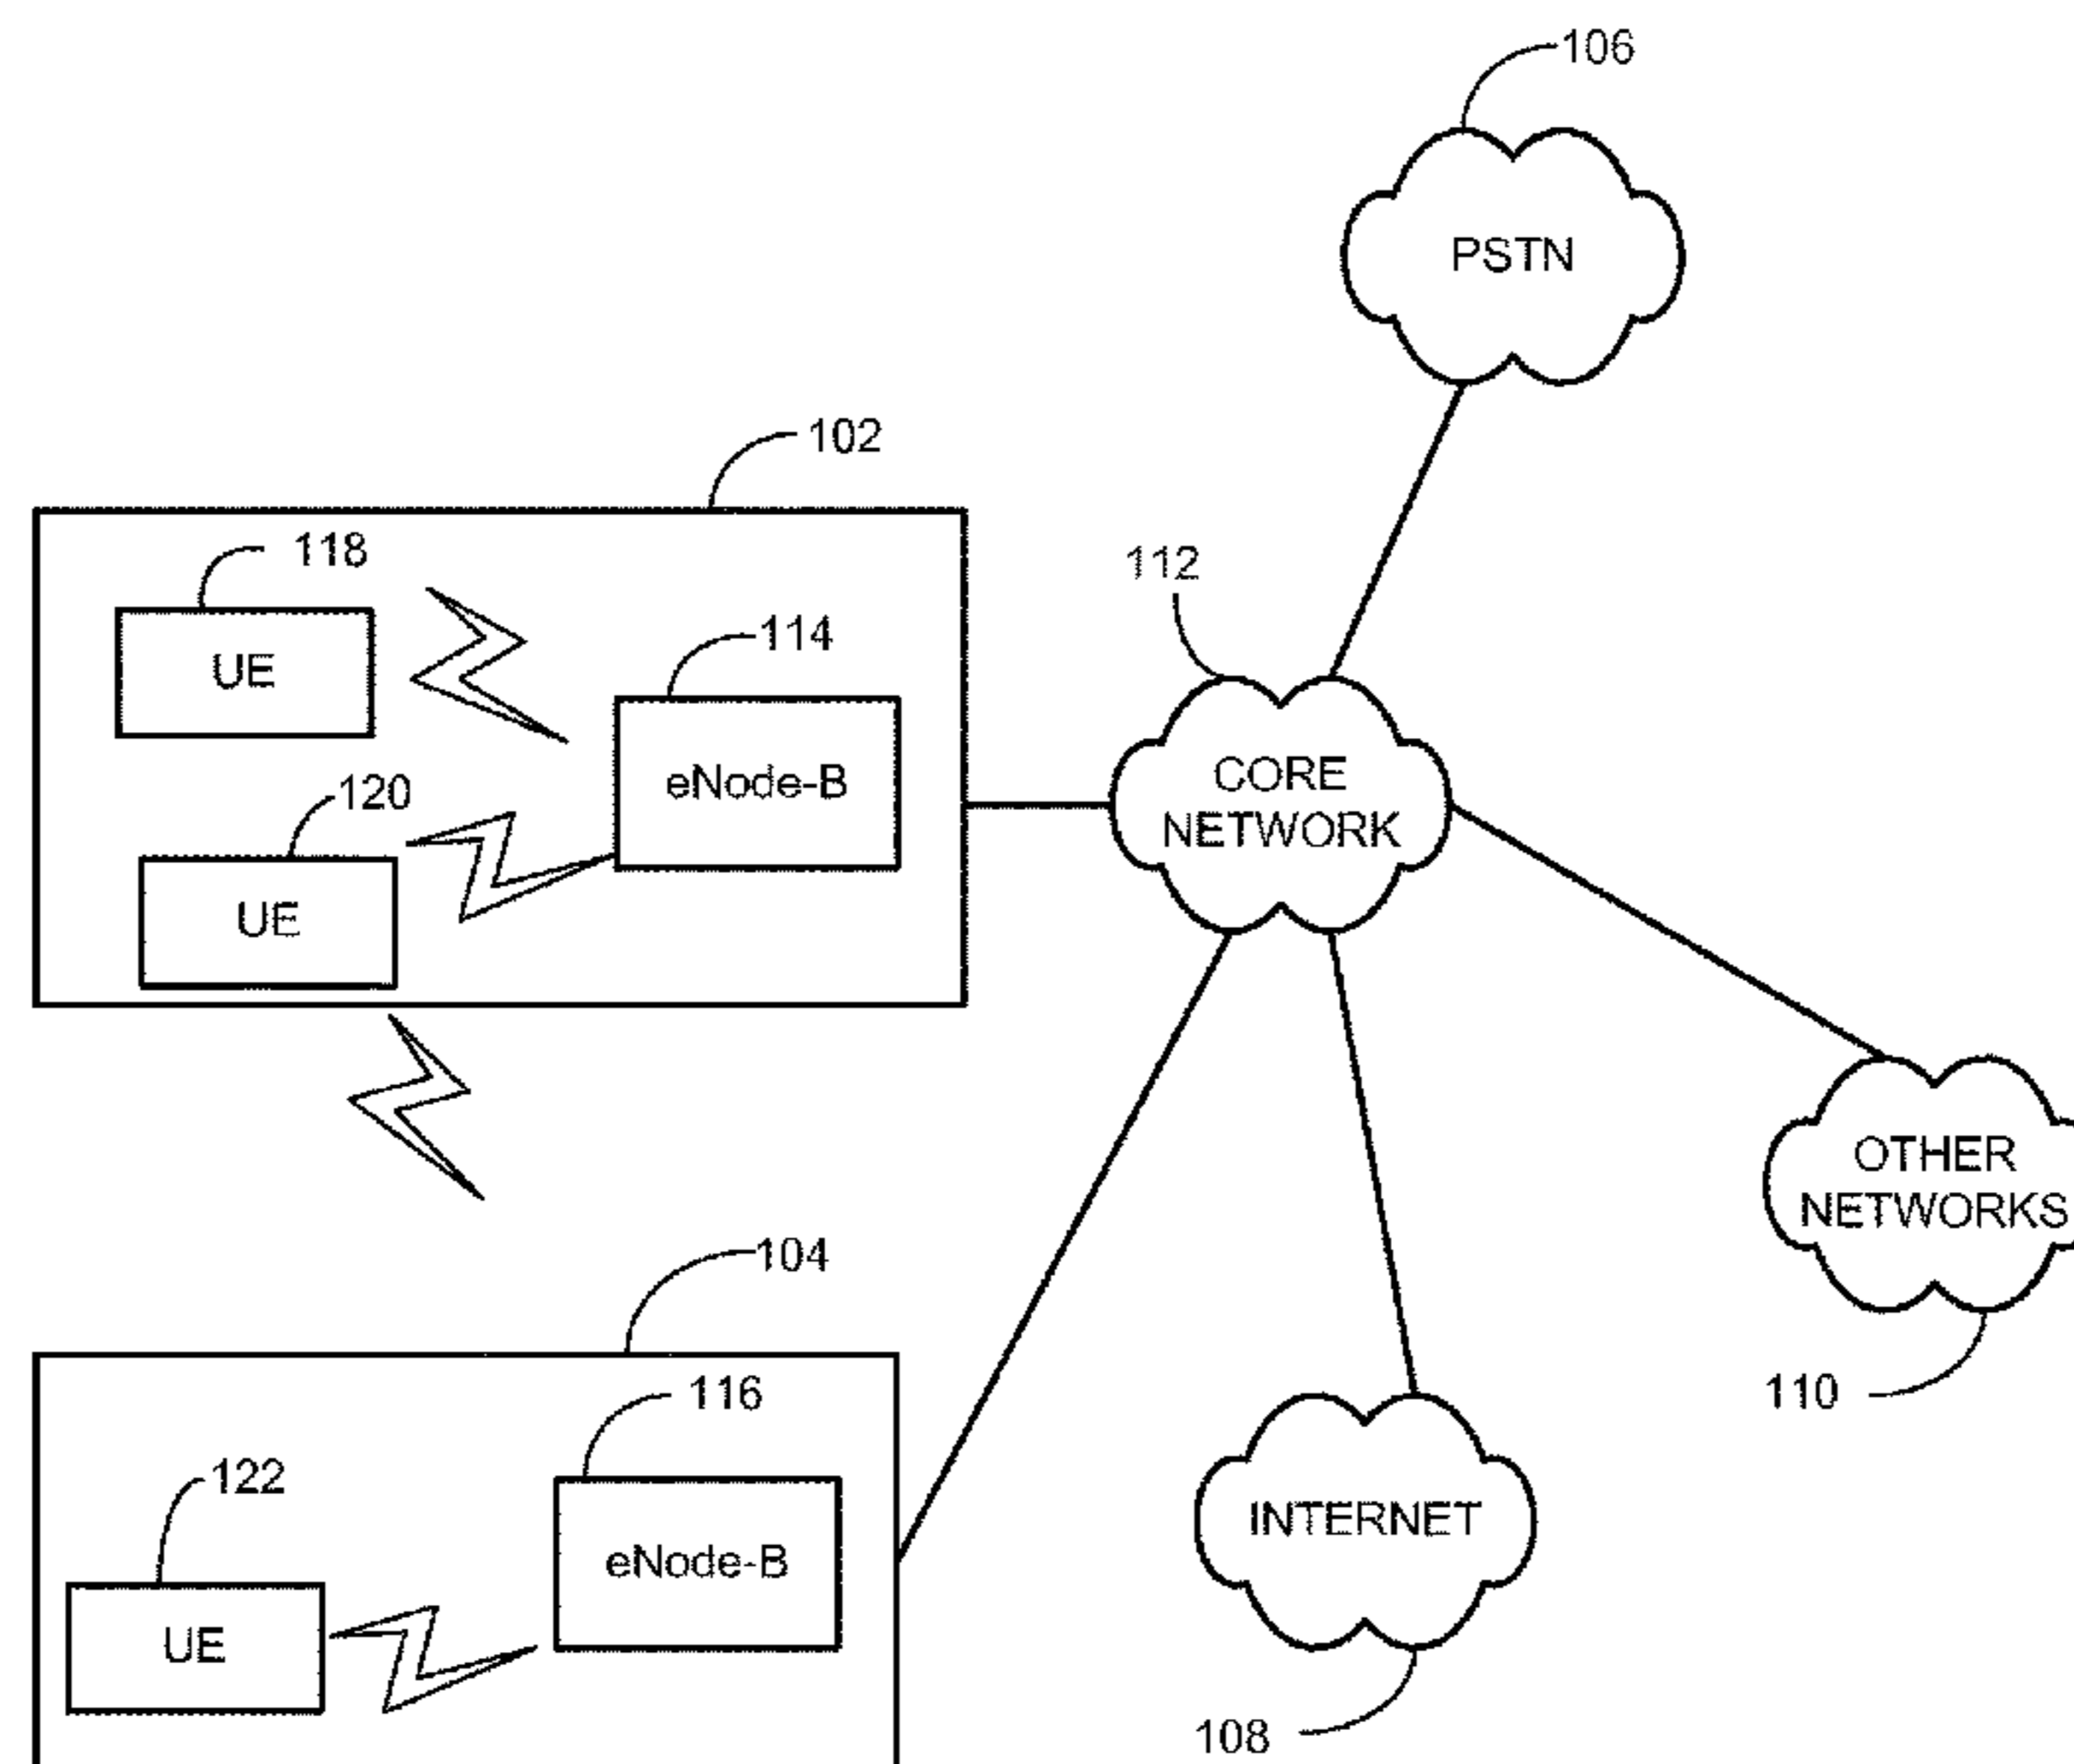 106
PSTN
102
118
UE
114
eNode-B
120
UE
112
CORE
NETWORK
OTHER
NETWORKS
110
104
116
eNode-B
122
UE
INTERNET
108